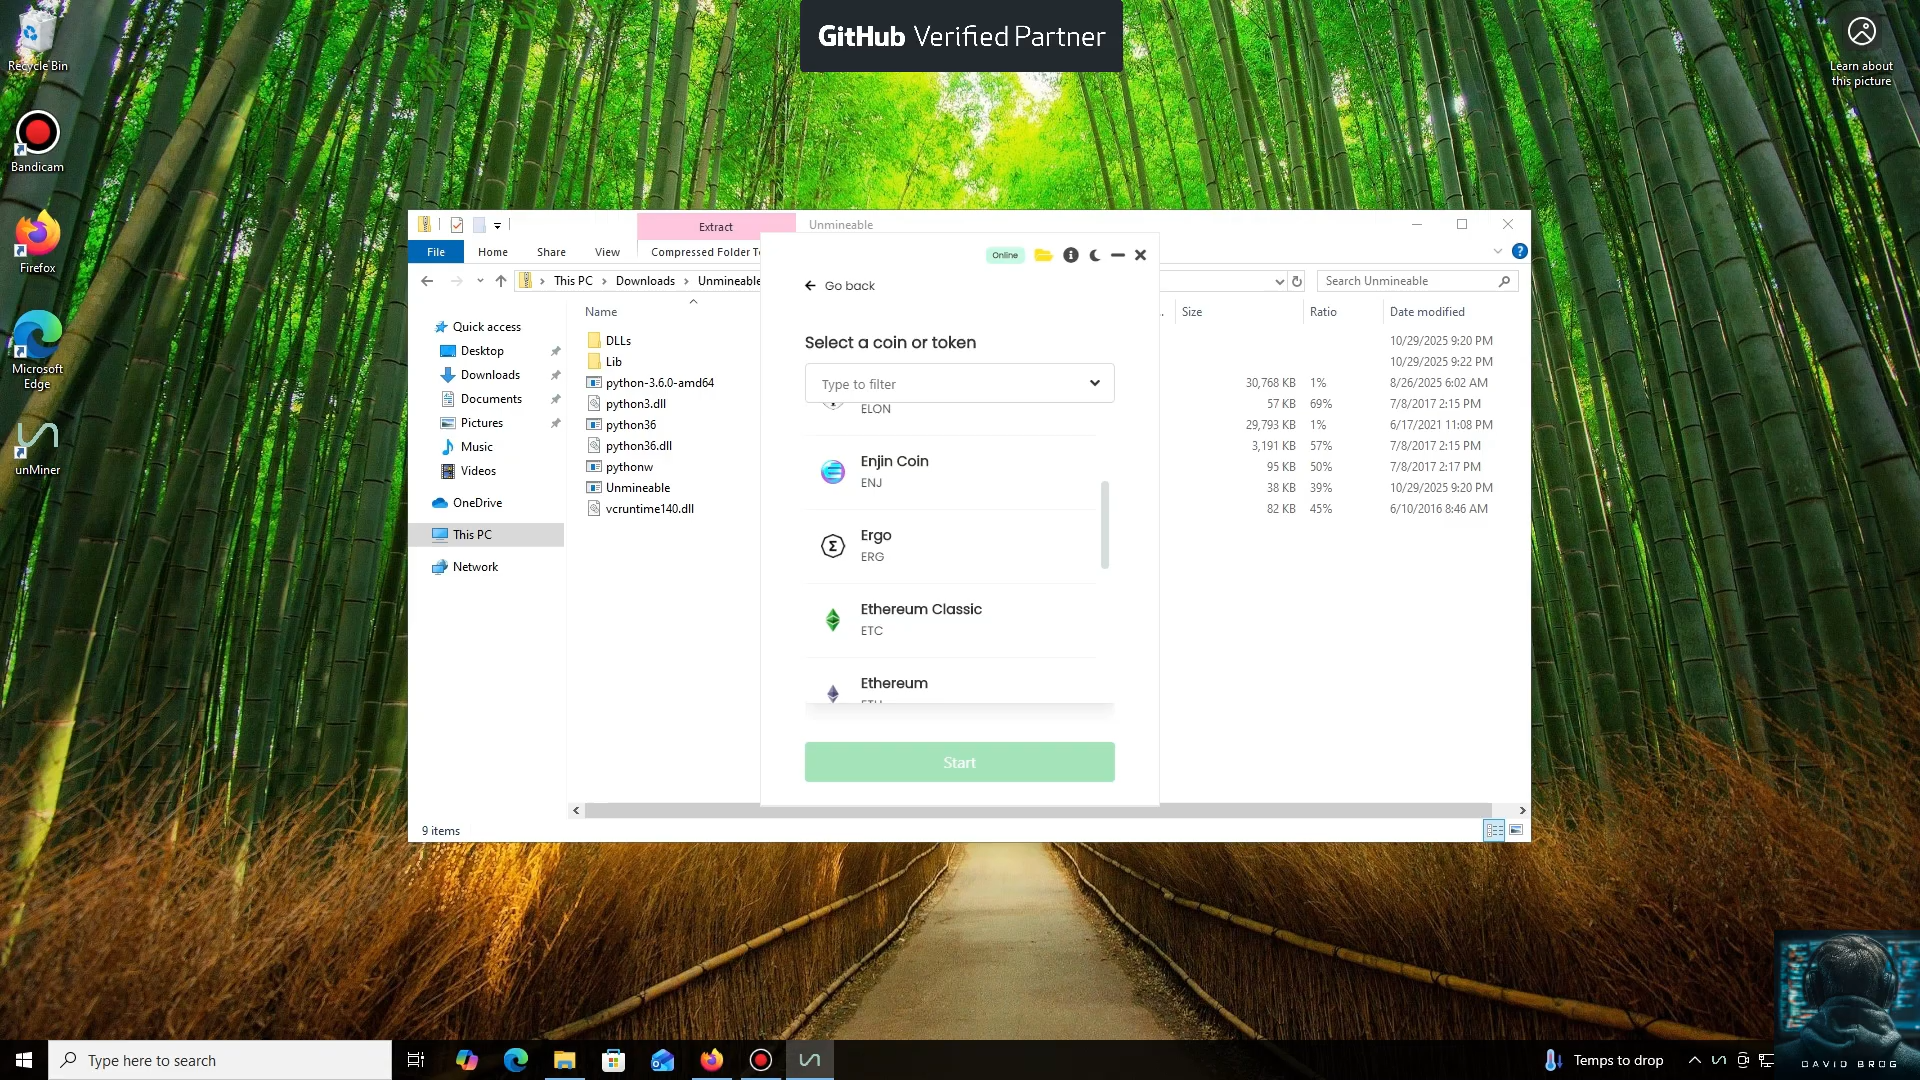 GitHub Verified Partner
Recycle Bin
Learn about
this picture
Bandicam
Firefox
Microsoft
Edge
unMiner
Extract
Unmineable
File
Home
Share
View
Compressed Folder To
This PC
Downloads
Unmineable
Search Unmineable
Quick access
Desktop
Downloads
Documents
Pictures
Music
Videos
OneDrive
This PC
Network
Name
Size
Ratio
Date modified
DLLs
10/29/2025 9:20 PM
Lib
10/29/2025 9:22 PM
python-3.6.0-amd64
30,768 KB
1%
8/26/2025 6:02 AM
python3.dll
57 KB
69%
7/8/2017 2:15 PM
python36
29,793 KB
1%
6/17/2021 11:08 PM
python36.dll
3,191 KB
57%
7/8/2017 2:15 PM
pythonw
95 KB
50%
7/8/2017 2:17 PM
Unmineable
38 KB
39%
10/29/2025 9:20 PM
vcruntime140.dll
82 KB
45%
6/10/2016 8:46 AM
Online
Go back
Select a coin or token
Type to filter
ELON
Enjin Coin
ENJ
Ergo
ERG
Ethereum Classic
ETC
Ethereum
Start
9 items
Type here to search
Temps to drop
DAVID BROG